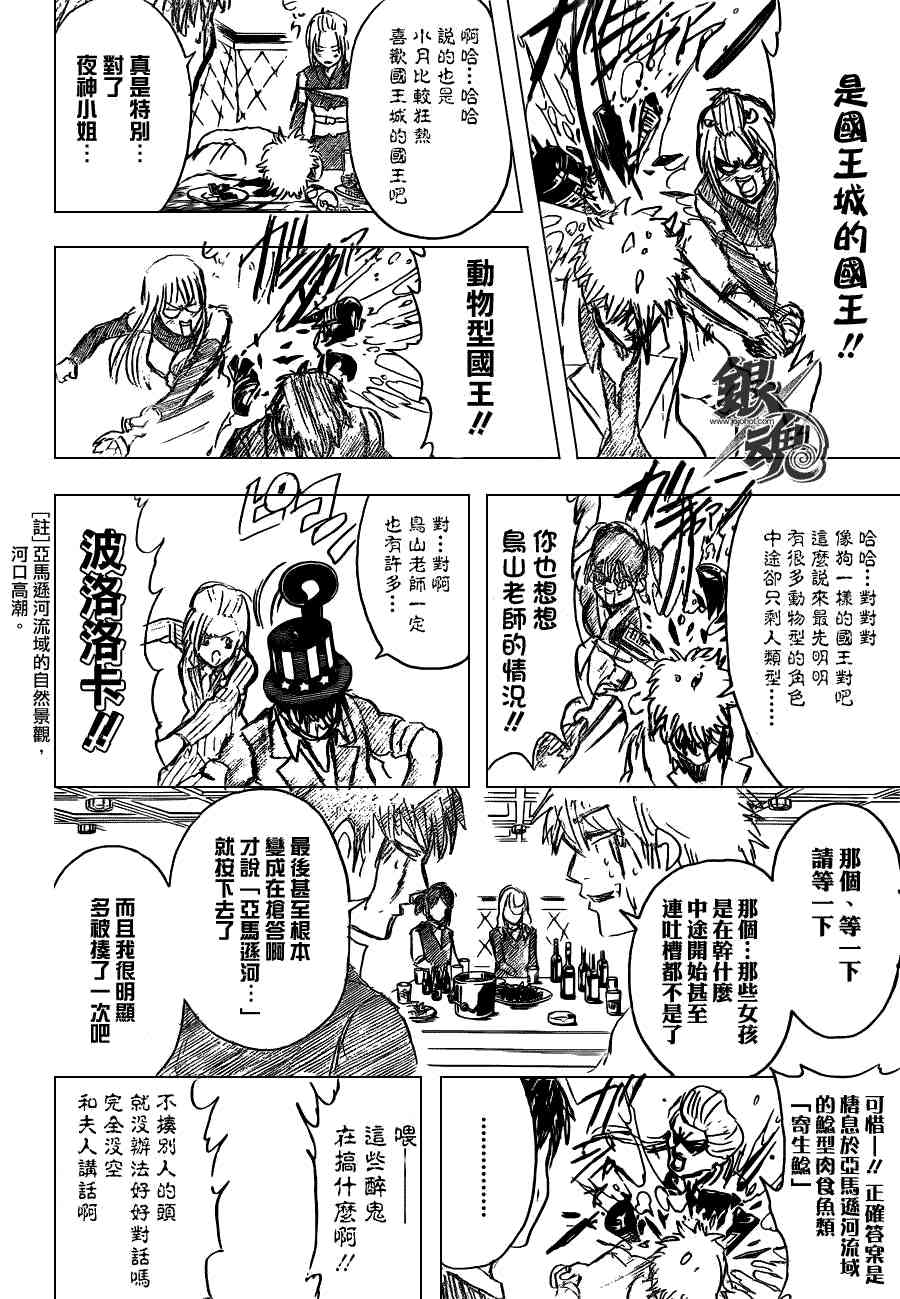 是國王城的國王!!
啊哈…哈哈
說的也是
小月比較狂熱
喜歡國王城的國王吧
真是特別…
對了
夜神小姐…
銀魂
www.jojohot.com
動物型國王!!
哈哈…對對對
像狗一樣的國王對吧
這麼說來最先明明
有很多動物型的角色
中途卻只剩人類型……
你也想想
鳥山老師的情況!!
對…對啊
鳥山老師一定
也有許多…
ピロン
波洛洛卡!!
[註]亞馬遜河流域的自然景觀，
河口高潮。
那個、等一下
請等一下
那個…那些女孩
是在幹什麼
中途開始甚至
連吐槽都不是了
最後甚至根本
變成在搶答啊
才說「亞馬遜河…」
就按下去了
而且我很明顯
多被揍了一次吧
可惜—!!正確答案是
棲息於亞馬遜河流域
的鯰型肉食魚類
「寄生鯰」
………
喂——
這些醉鬼
在搞什麼啊!!
不揍別人的頭
就沒辦法好好對話嗎
完全沒空
和夫人講話啊